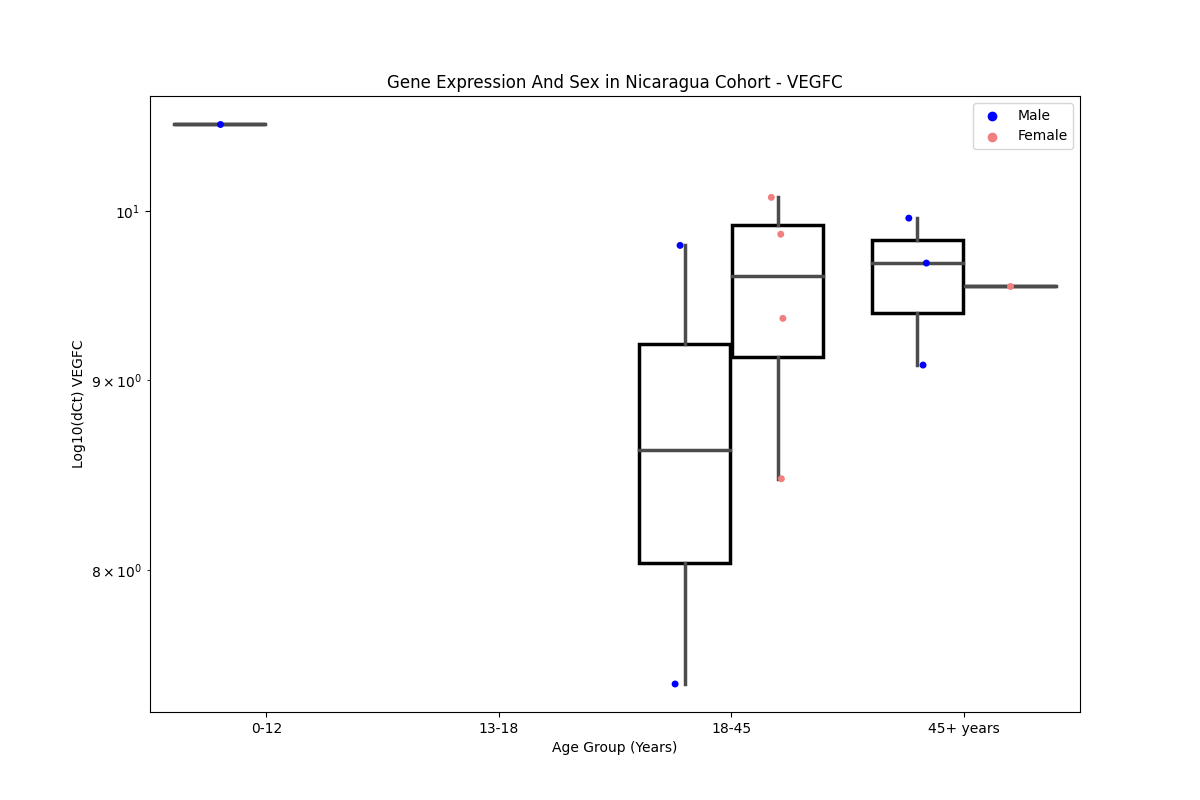 Gene Expression And Sex in Nicaragua Cohort - VEGFC
Male
Female
10¹
9 × 10⁰
8 × 10⁰
Log10(dCt) VEGFC
0-12
13-18
18-45
45+ years
Age Group (Years)